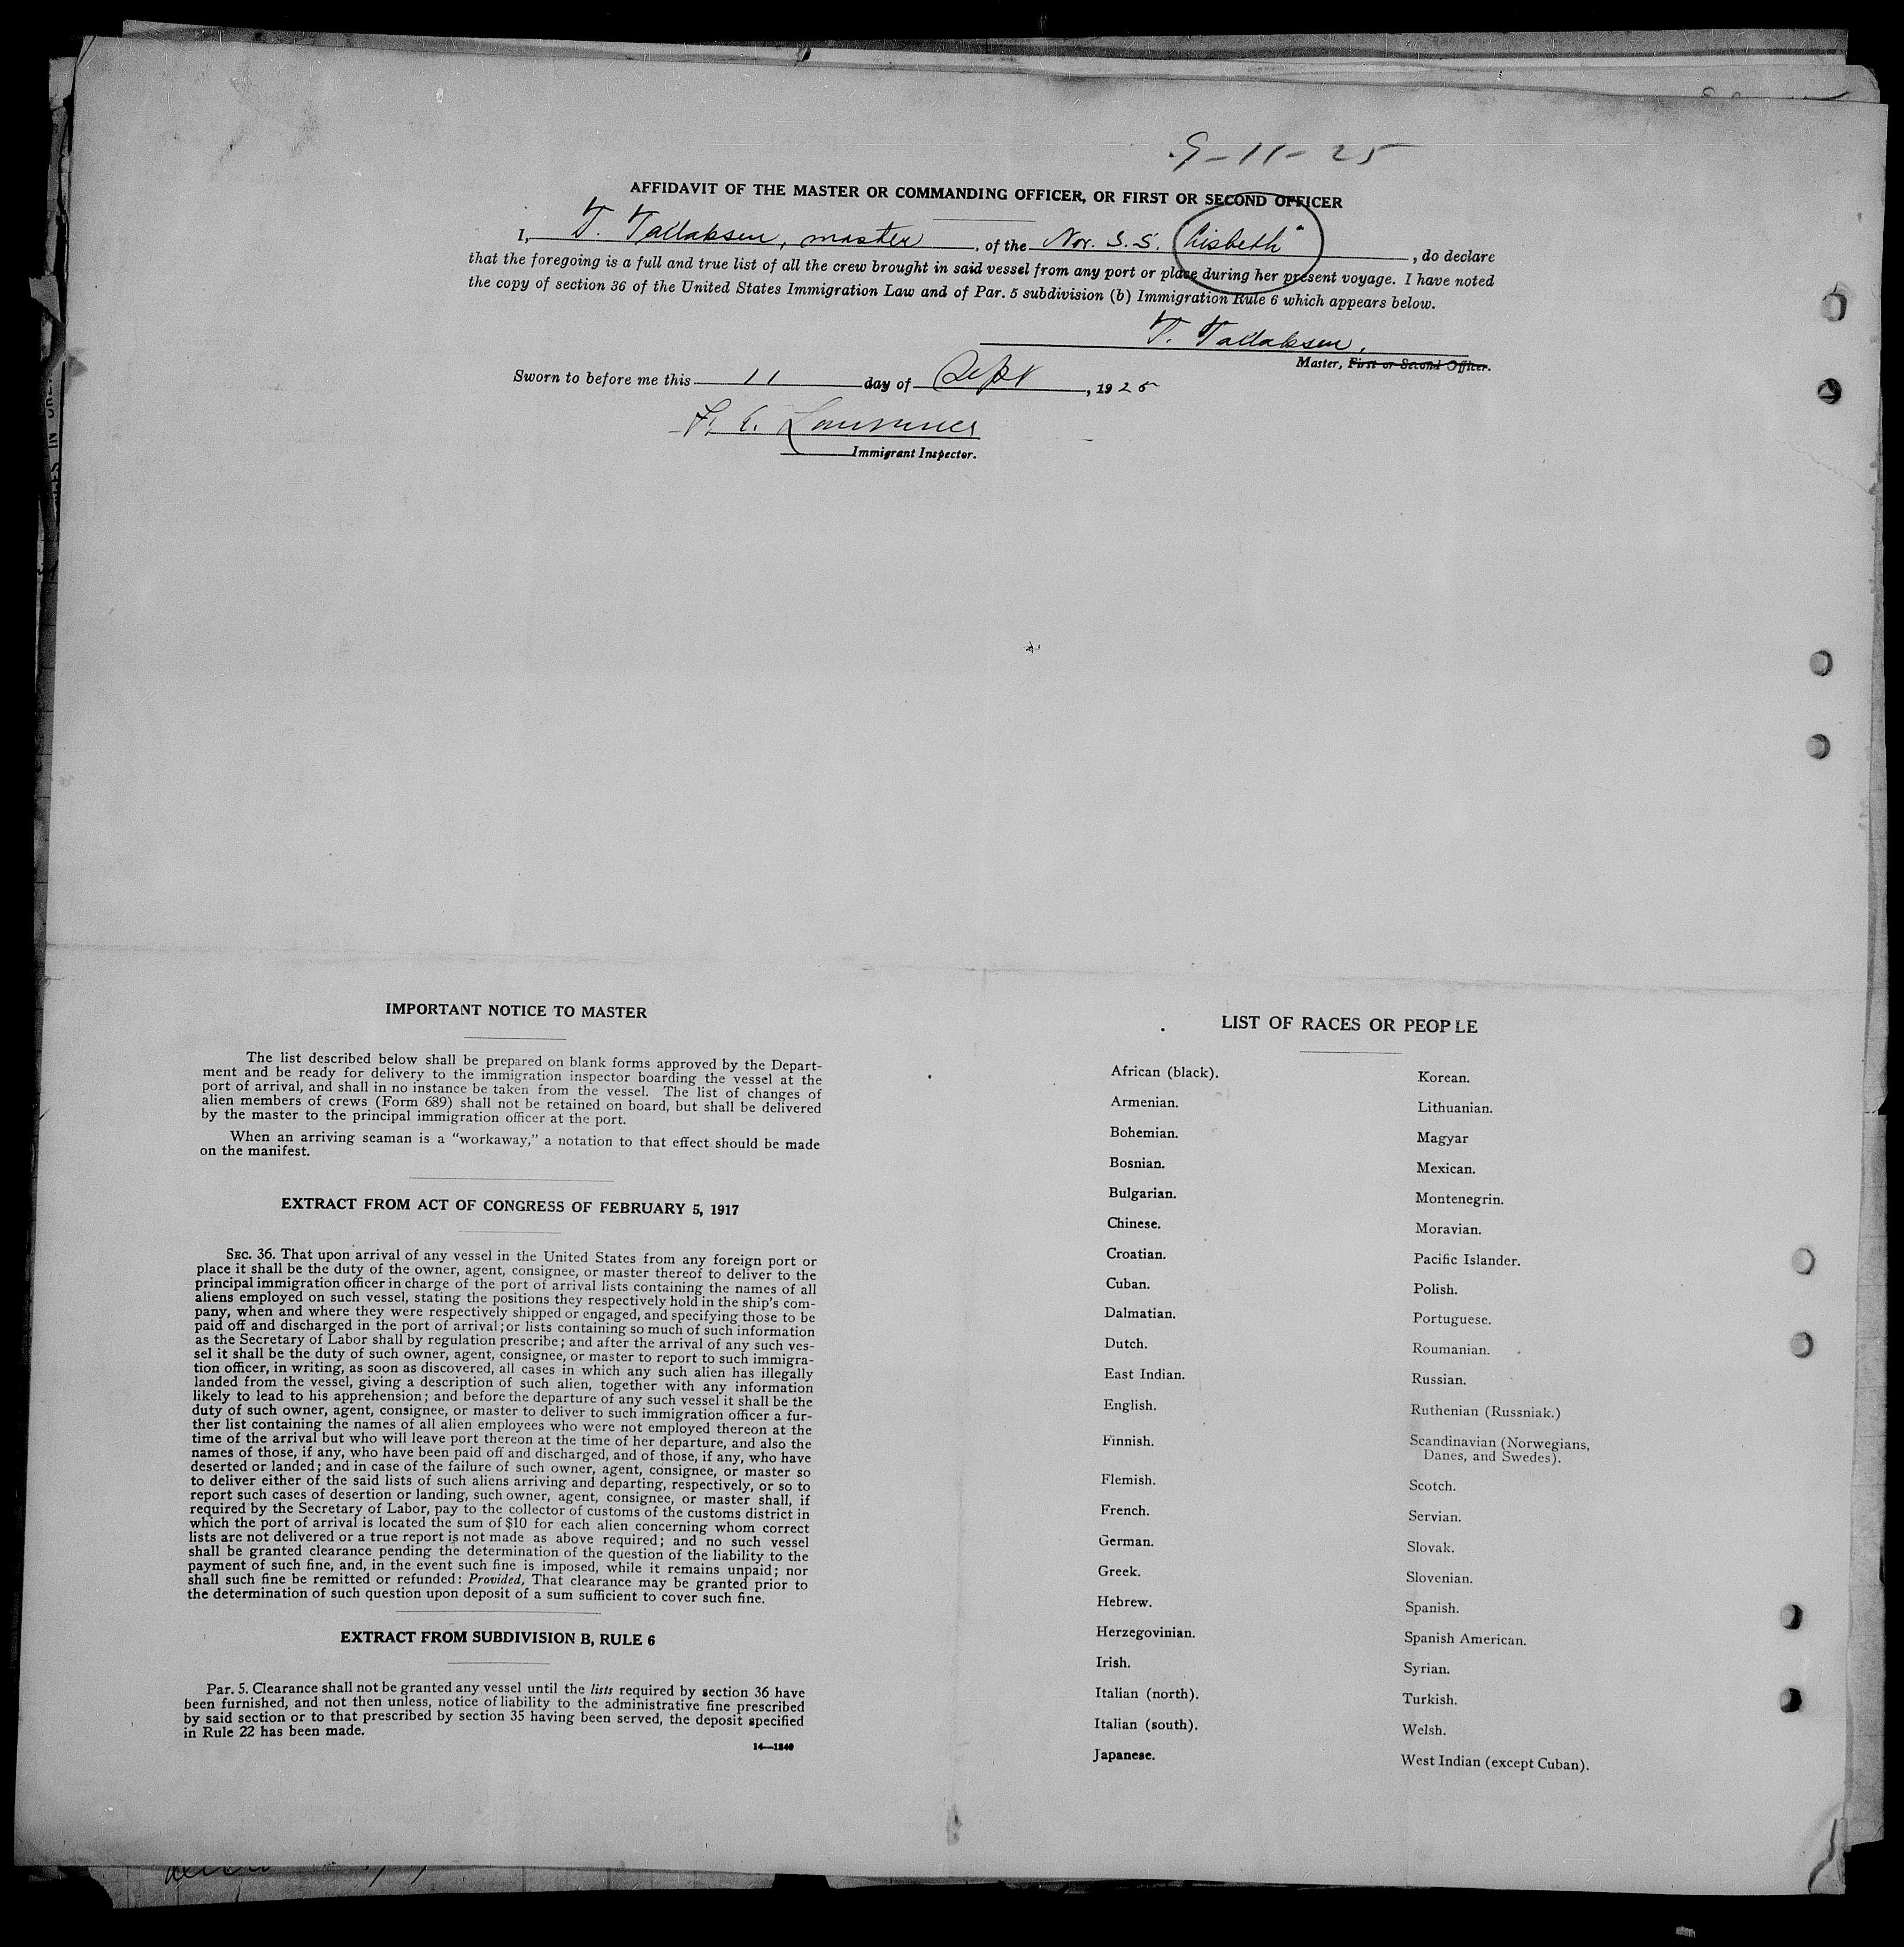 9-11-25
AFFIDAVIT OF THE MASTER OR COMMANDING OFFICER, OR FIRST OR SECOND OFFICER
I, T. Tallaksen, master, of the Nor. S.S. Lisbeth", do declare
that the foregoing is a full and true list of all the crew brought in said vessel from any port or place during her present voyage. I have noted
the copy of section 36 of the United States Immigration Law and of Par. 5 subdivision (b) Immigration Rule 6 which appears below.
T. Tallaksen,
Master, First or Second Officer.
Sworn to before me this 11 day of Sept, 1925
Immigrant Inspector.
IMPORTANT NOTICE TO MASTER
The list described below shall be prepared on blank forms approved by the Depart-
ment and be ready for delivery to the immigration inspector boarding the vessel at the
port of arrival, and shall in no instance be taken from the vessel. The list of changes of
alien members of crews (Form 689) shall not be retained on board, but shall be delivered
by the master to the principal immigration officer at the port.
When an arriving seaman is a "workaway," a notation to that effect should be made
on the manifest.
EXTRACT FROM ACT OF CONGRESS OF FEBRUARY 5, 1917
SEC. 36. That upon arrival of any vessel in the United States from any foreign port or
place it shall be the duty of the owner, agent, consignee, or master thereof to deliver to the
principal immigration officer in charge of the port of arrival lists containing the names of all
aliens employed on such vessel, stating the positions they respectively hold in the ship's com-
pany, when and where they were respectively shipped or engaged, and specifying those to be
paid off and discharged in the port of arrival; or lists containing so much of such information
as the Secretary of Labor shall by regulation prescribe; and after the arrival of any such ves-
sel it shall be the duty of such owner, agent, consignee, or master to report to such immigra-
tion officer, in writing, as soon as discovered, all cases in which any such alien has illegally
landed from the vessel, giving a description of such alien, together with any information
likely to lead to his apprehension; and before the departure of any such vessel it shall be the
duty of such owner, agent, consignee, or master to deliver to such immigration officer a fur-
ther list containing the names of all alien employees who were not employed thereon at the
time of the arrival but who will leave port thereon at the time of her departure, and also the
names of those, if any, who have been paid off and discharged, and of those, if any, who have
deserted or landed; and in case of the failure of such owner, agent, consignee, or master so
to deliver either of the said lists of such aliens arriving and departing, respectively, or so to
report such cases of desertion or landing, such owner, agent, consignee, or master shall, if
required by the Secretary of Labor, pay to the collector of customs of the customs district in
which the port of arrival is located the sum of $10 for each alien concerning whom correct
lists are not delivered or a true report is not made as above required; and no such vessel
shall be granted clearance pending the determination of the question of the liability to the
payment of such fine, and, in the event such fine is imposed, while it remains unpaid; nor
shall such fine be remitted or refunded: Provided, That clearance may be granted prior to
the determination of such question upon deposit of a sum sufficient to cover such fine.
EXTRACT FROM SUBDIVISION B, RULE 6
Par. 5. Clearance shall not be granted any vessel until the lists required by section 36 have
been furnished, and not then unless, notice of liability to the administrative fine prescribed
by said section or to that prescribed by section 35 having been served, the deposit specified
in Rule 22 has been made.
14—1240
LIST OF RACES OR PEOPLE
African (black).
Armenian.
Bohemian.
Bosnian.
Bulgarian.
Chinese.
Croatian.
Cuban.
Dalmatian.
Dutch.
East Indian.
English.
Finnish.
Flemish.
French.
German.
Greek.
Hebrew.
Herzegovinian.
Irish.
Italian (north).
Italian (south).
Japanese.
Korean.
Lithuanian.
Magyar
Mexican.
Montenegrin.
Moravian.
Pacific Islander.
Polish.
Portuguese.
Roumanian.
Russian.
Ruthenian (Russniak.)
Scandinavian (Norwegians,
Danes, and Swedes).
Scotch.
Servian.
Slovak.
Slovenian.
Spanish.
Spanish American.
Syrian.
Turkish.
Welsh.
West Indian (except Cuban).